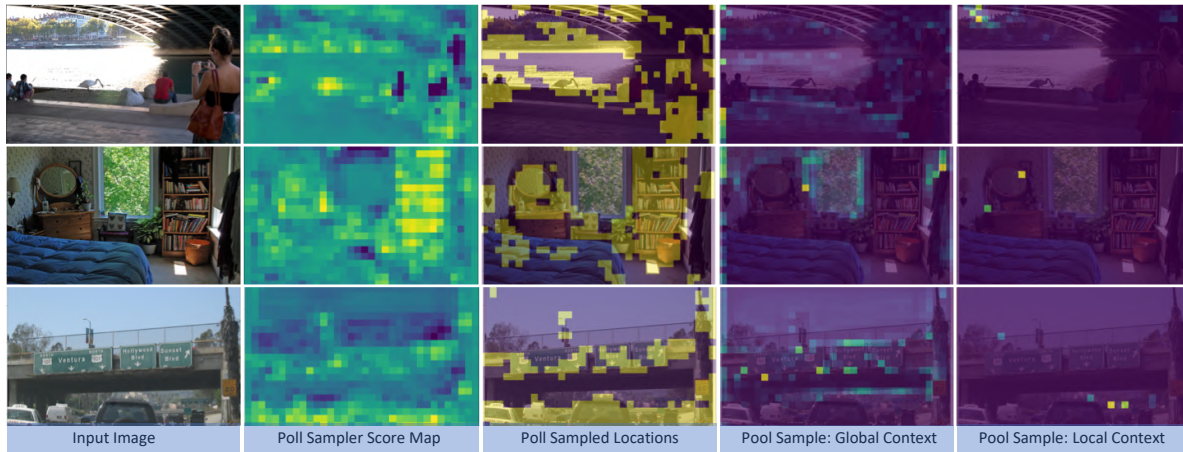 Ventura
Hollywood
Blvd
Sunset
Blvd
Input Image
Poll Sampler Score Map
Poll Sampled Locations
Pool Sample: Global Context
Pool Sample: Local Context